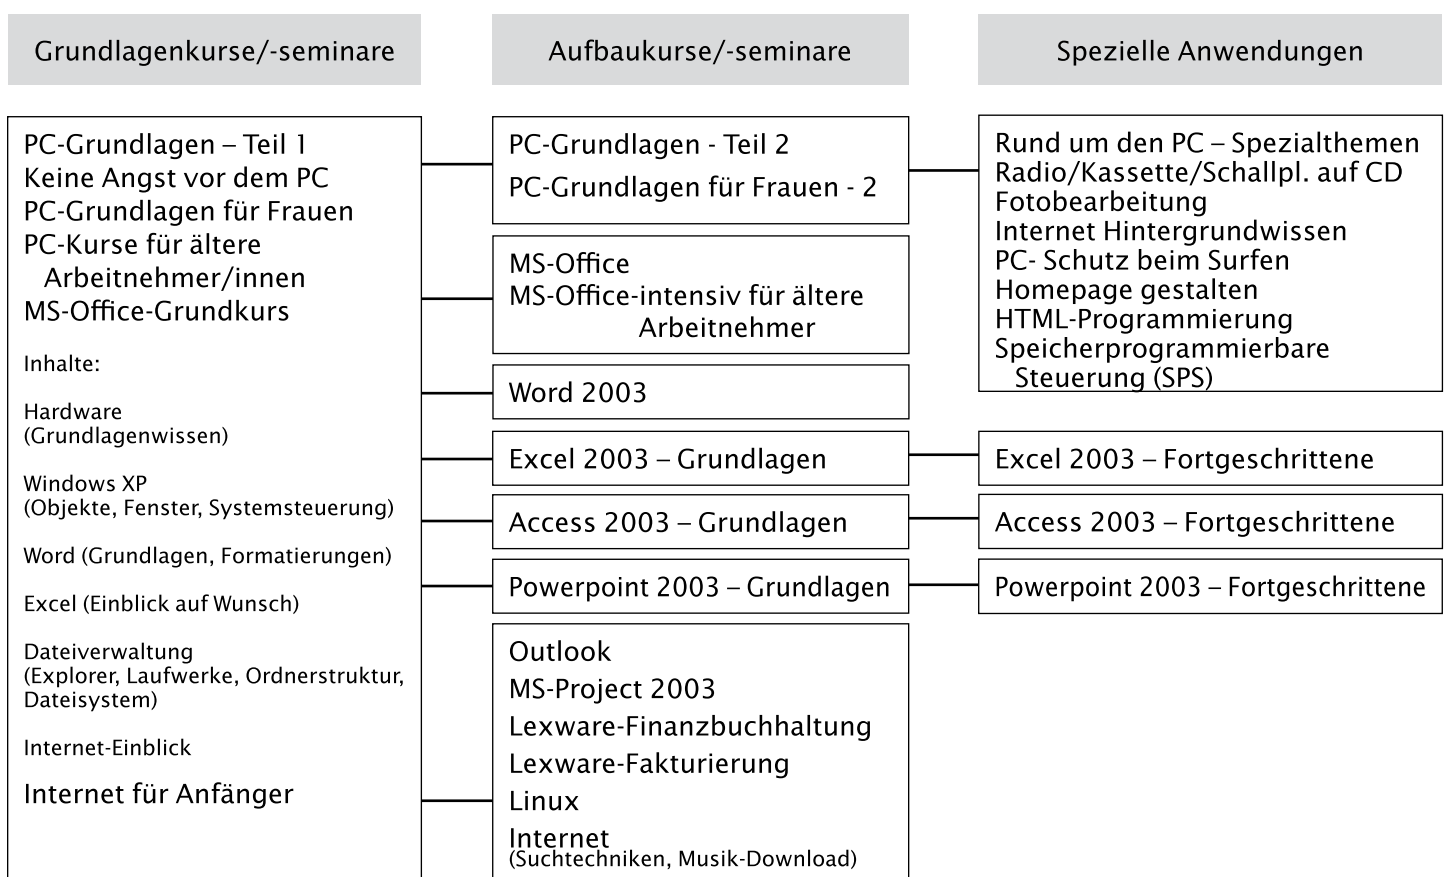 Grundlagenkurse/-seminare
Aufbaukurse/-seminare
Spezielle Anwendungen
PC-Grundlagen – Teil 1
Keine Angst vor dem PC
PC-Grundlagen für Frauen
PC-Kurse für ältere
Arbeitnehmer/innen
MS-Office-Grundkurs
Inhalte:
Hardware
(Grundlagenwissen)
Windows XP
(Objekte, Fenster, Systemsteuerung)
Word (Grundlagen, Formatierungen)
Excel (Einblick auf Wunsch)
Dateiverwaltung
(Explorer, Laufwerke, Ordnerstruktur,
Dateisystem)
Internet-Einblick
Internet für Anfänger
PC-Grundlagen - Teil 2
PC-Grundlagen für Frauen - 2
MS-Office
MS-Office-intensiv für ältere
Arbeitnehmer
Word 2003
Excel 2003 – Grundlagen
Access 2003 – Grundlagen
Powerpoint 2003 – Grundlagen
Outlook
MS-Project 2003
Lexware-Finanzbuchhaltung
Lexware-Fakturierung
Linux
Internet
(Suchtechniken, Musik-Download)
Rund um den PC – Spezialthemen
Radio/Kassette/Schallpl. auf CD
Fotobearbeitung
Internet Hintergrundwissen
PC- Schutz beim Surfen
Homepage gestalten
HTML-Programmierung
Speicherprogrammierbare
Steuerung (SPS)
Excel 2003 – Fortgeschrittene
Access 2003 – Fortgeschrittene
Powerpoint 2003 – Fortgeschrittene